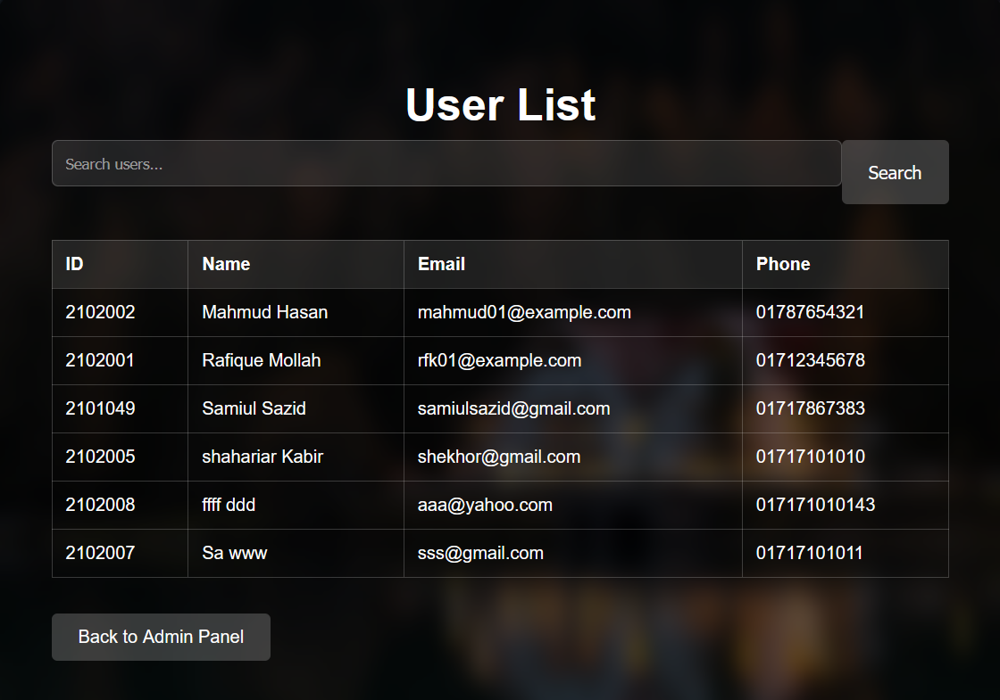 User List
Search users...
Search
ID Name Email Phone
2102002 Mahmud Hasan mahmud01@example.com 01787654321
2102001 Rafique Mollah rfk01@example.com 01712345678
2101049 Samiul Sazid samiulsazid@gmail.com 01717867383
2102005 shahariar Kabir shekhor@gmail.com 01717101010
2102008 ffff ddd aaa@yahoo.com 017171010143
2102007 Sa www sss@gmail.com 01717101011
Back to Admin Panel